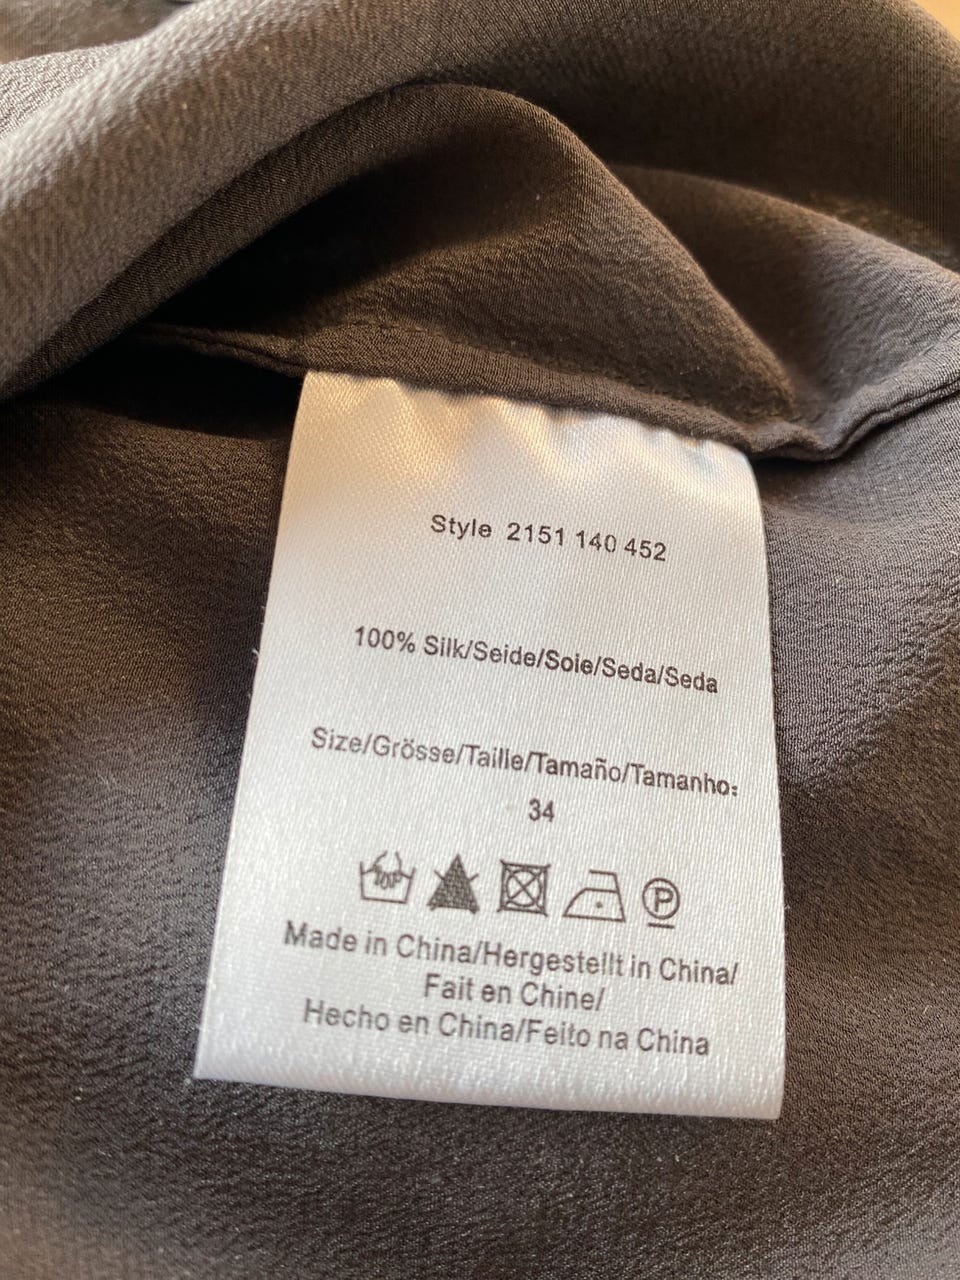 Style 2151 140 452
100% Silk/Seide/Soie/Seda/Seda
Size/Grösse/Taille/Tamaño/Tamanho:
34
P
Made in China/Hergestellt in China/
Fait en Chine/
Hecho en China/Feito na China